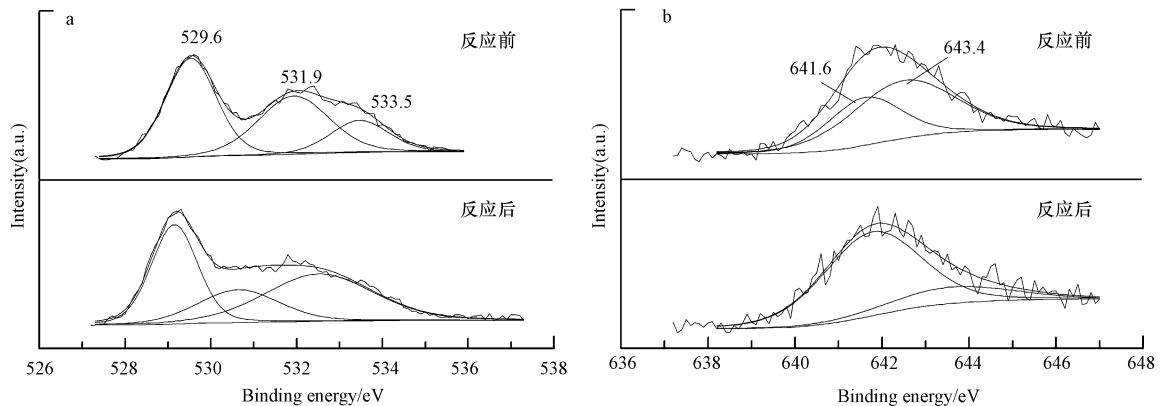 a
529.6
531.9
533.5
反应前
反应后
Intensity(a.u.)
526 528 530 532 534 536 538
Binding energy/eV
b
641.6
643.4
反应前
反应后
Intensity(a.u.)
636 638 640 642 644 646 648
Binding energy/eV